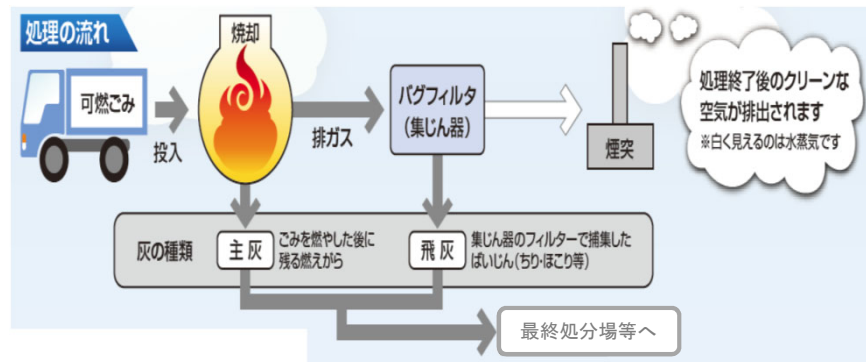 処理の流れ
可燃ごみ
投入
焼却
排ガス
バグフィルタ
(集じん器)
煙突
処理終了後のクリーンな
空気が排出されます
※白く見えるのは水蒸気です
灰の種類
主灰
ごみを燃やした後に
残る燃えがら
飛灰
集じん器のフィルターで捕集した
ばいじん(ちり・ほこり等)
最終処分場等へ